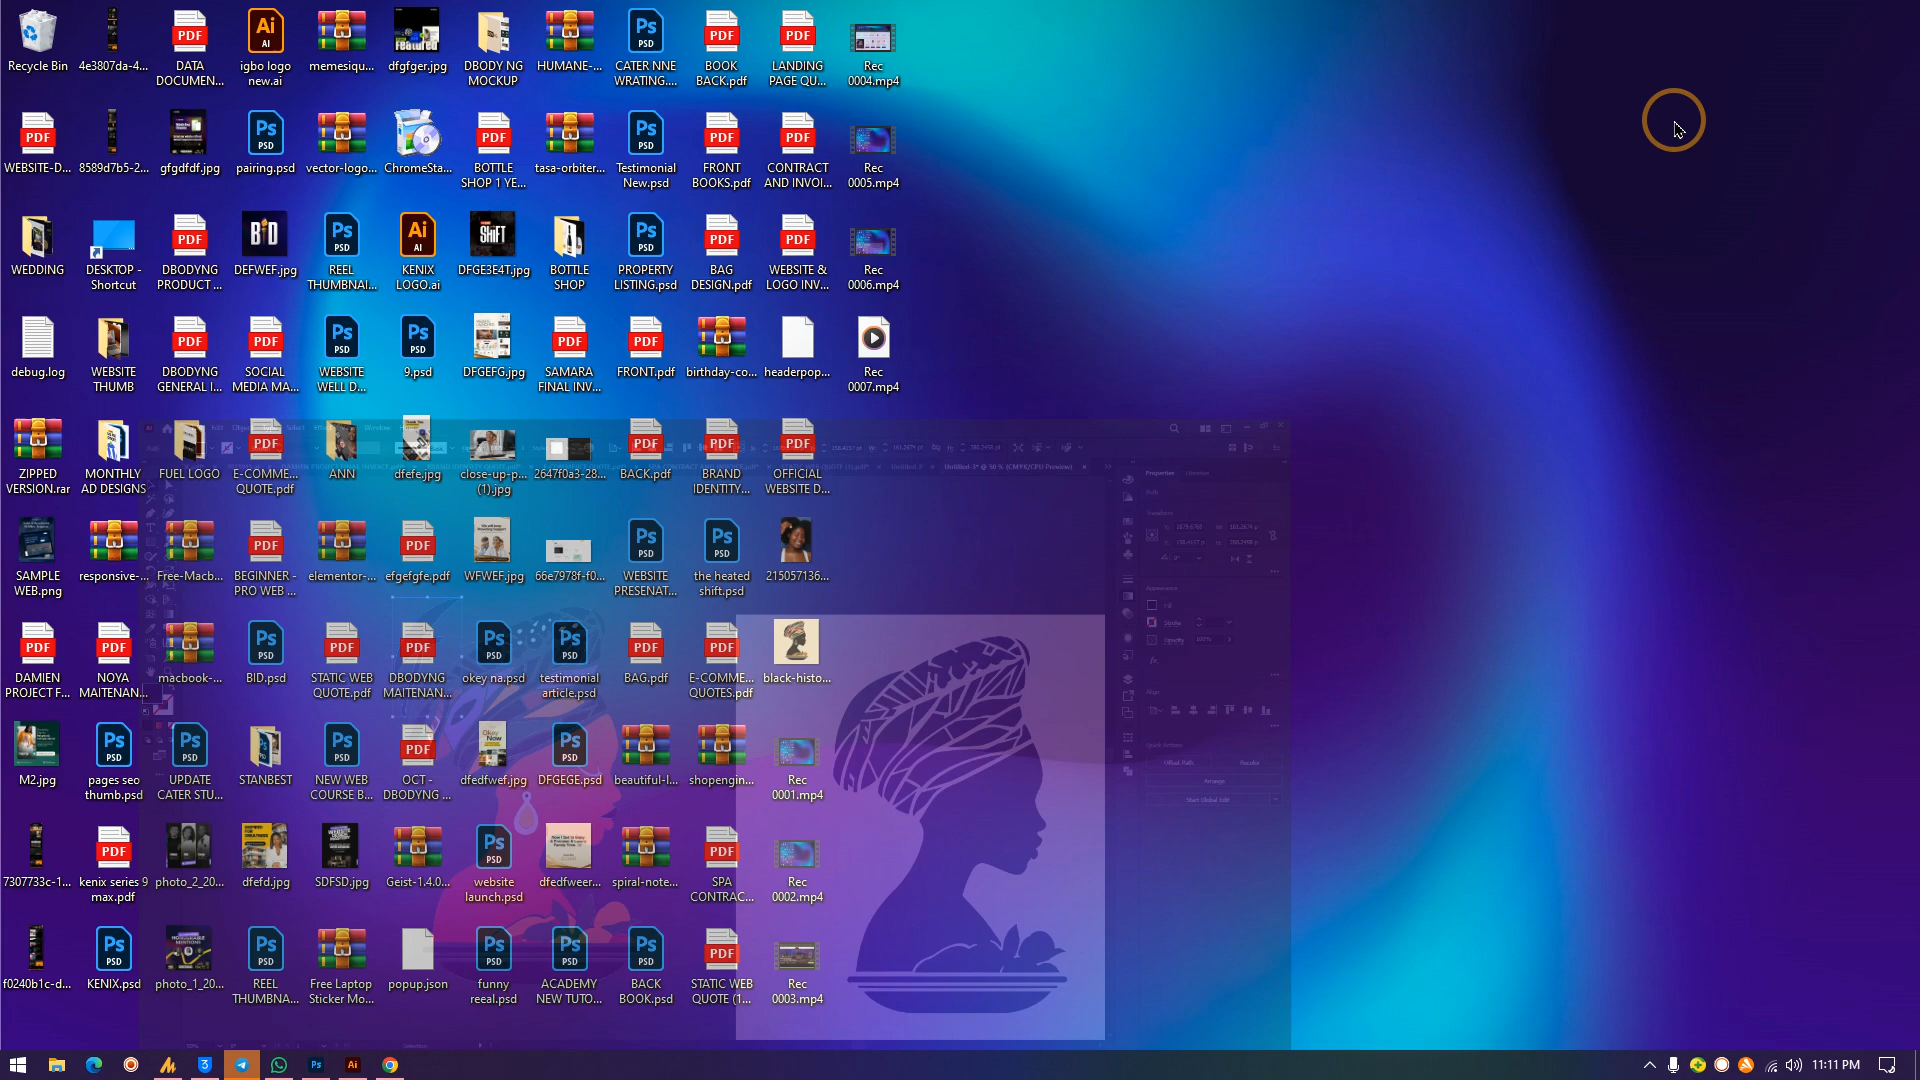 Recycle Bin
4e3807da-4...
DATA
DOCUMEN...
igbo logo
new.ai
memesiqu...
dfgfger.jpg
DBODY NG
MOCKUP
HUMANE-...
CATER NNE
WRATING....
BOOK
BACK.pdf
LANDING
PAGE QU...
Rec
0004.mp4
WEBSITE-D...
8589d7b5-2...
gfgdfdf.jpg
pairing.psd
vector-logo...
ChromeSta...
BOTTLE
SHOP 1 YE...
tasa-orbiter...
Testimonial
New.psd
FRONT
BOOKS.pdf
CONTRACT
AND INVOI...
Rec
0005.mp4
WEDDING
DESKTOP -
Shortcut
DBODYNG
PRODUCT ...
DEFWEF.jpg
REEL
THUMBNAI...
KENIX
LOGO.ai
DFGE3E4T.jpg
BOTTLE
SHOP
PROPERTY
LISTING.psd
BAG
DESIGN.pdf
WEBSITE &
LOGO INV...
Rec
0006.mp4
debug.log
WEBSITE
THUMB
DBODYNG
GENERAL I...
SOCIAL
MEDIA MA...
WEBSITE
WELL D...
9.psd
DFGEFG.jpg
SAMARA
FINAL INV...
FRONT.pdf
birthday-co...
headerpop...
Rec
0007.mp4
ZIPPED
VERSION.rar
MONTHLY
AD DESIGNS
FUEL LOGO
E-COMME...
QUOTE.pdf
ANN
dfefe.jpg
close-up-p...
(1).jpg
2647f0a3-28...
BACK.pdf
BRAND
IDENTITY...
OFFICIAL
WEBSITE D...
SAMPLE
WEB.png
responsive-...
Free-Macb...
BEGINNER -
PRO WEB ...
elementor-...
efgefgfe.pdf
WFWEF.jpg
66e7978f-f0...
WEBSITE
PRESENAT...
the heated
shift.psd
215057136...
DAMIEN
PROJECT F...
NOYA
MAITENAN...
macbook-...
BID.psd
STATIC WEB
QUOTE.pdf
DBODYNG
MAITENAN...
okey na.psd
testimonial
article.psd
BAG.pdf
E-COMME...
QUOTES.pdf
black-histo...
M2.jpg
pages seo
thumb.psd
UPDATE
CATER STU...
STANBEST
NEW WEB
COURSE B...
OCT -
DBODYNG ...
dfedfwef.jpg
DFGEGE.psd
beautiful-l...
shopengin...
Rec
0001.mp4
7307733c-1...
kenix series 9
max.pdf
photo_2_20...
dfefd.jpg
SDFSD.jpg
Geist-1.4.0...
website
launch.psd
dfedfweer...
spiral-note...
SPA
CONTRAC...
Rec
0002.mp4
f0240b1c-d...
KENIX.psd
photo_1_20...
REEL
THUMBNA...
Free Laptop
Sticker Mo...
popup.json
funny
reeal.psd
ACADEMY
NEW TUTO...
BACK
BOOK.psd
STATIC WEB
QUOTE (1...
Rec
0003.mp4
11:11 PM